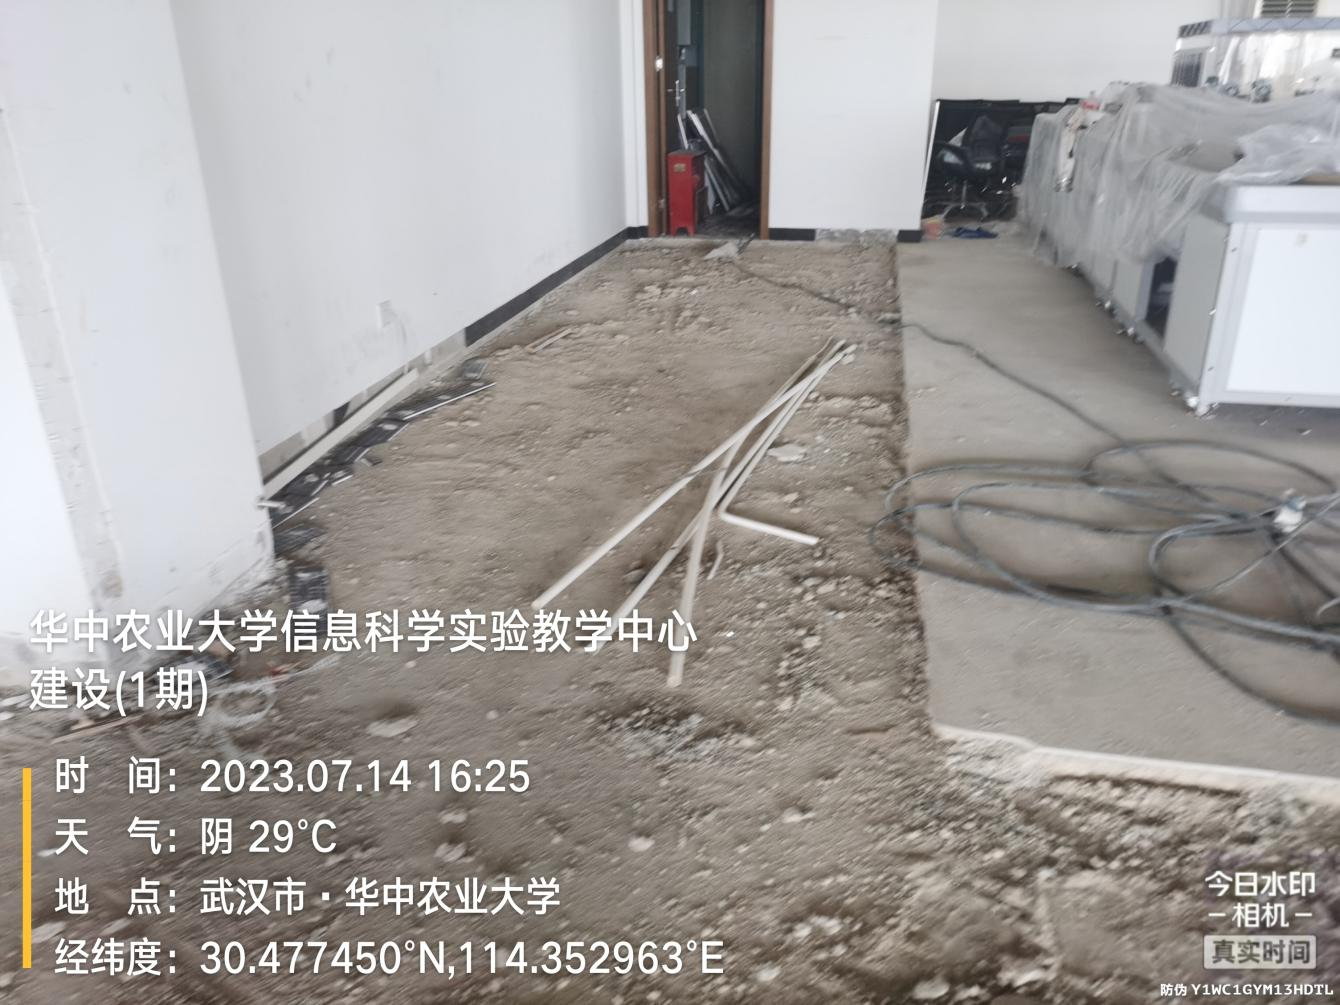 华中农业大学信息科学实验教学中心
建设(1期)
时 间: 2023.07.14 16:25
天 气: 阴 29°C
地 点: 武汉市·华中农业大学
经纬度: 30.477450°N,114.352963°E
今日水印
-相机-
真实时间
防伪 Y1WC1GYM13HDTL